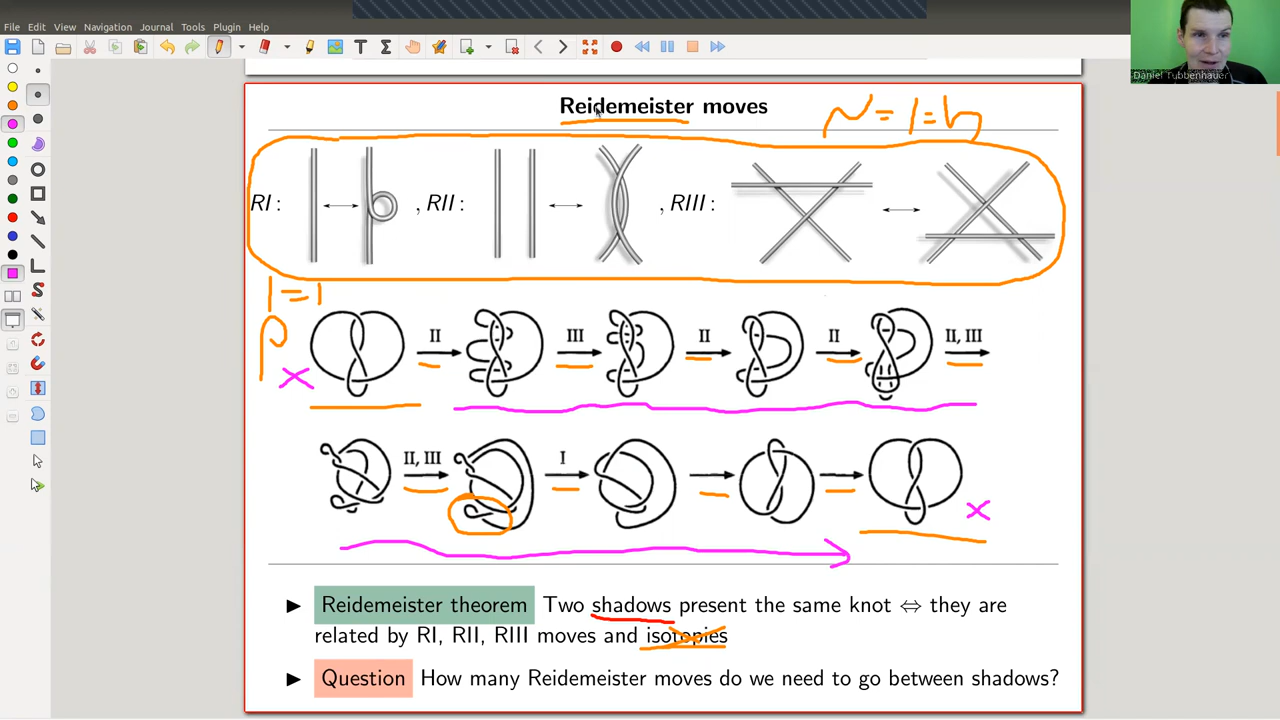 File Edit View Navigation Journal Tools Plugin Help
Daniel Tubbenhauer
Reidemeister moves
RI : , RII : , RIII :
1=1
II III II II II, III
II, III I
▶ Reidemeister theorem Two shadows present the same knot ⇔ they are
related by RI, RII, RIII moves and isotopies
▶ Question How many Reidemeister moves do we need to go between shadows?